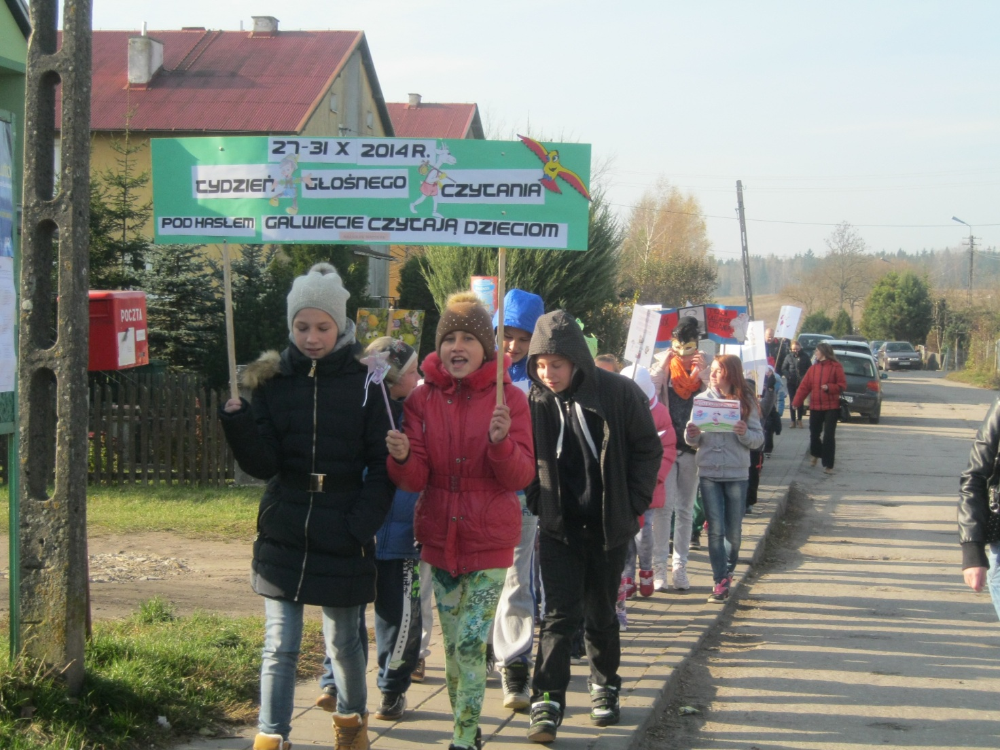 27-31 X 2014 R.
TYDZIEŃ GŁOŚNEGO CZYTANIA
POD HASŁEM GALWIECIE CZYTAJĄ DZIECIOM
POCZTA